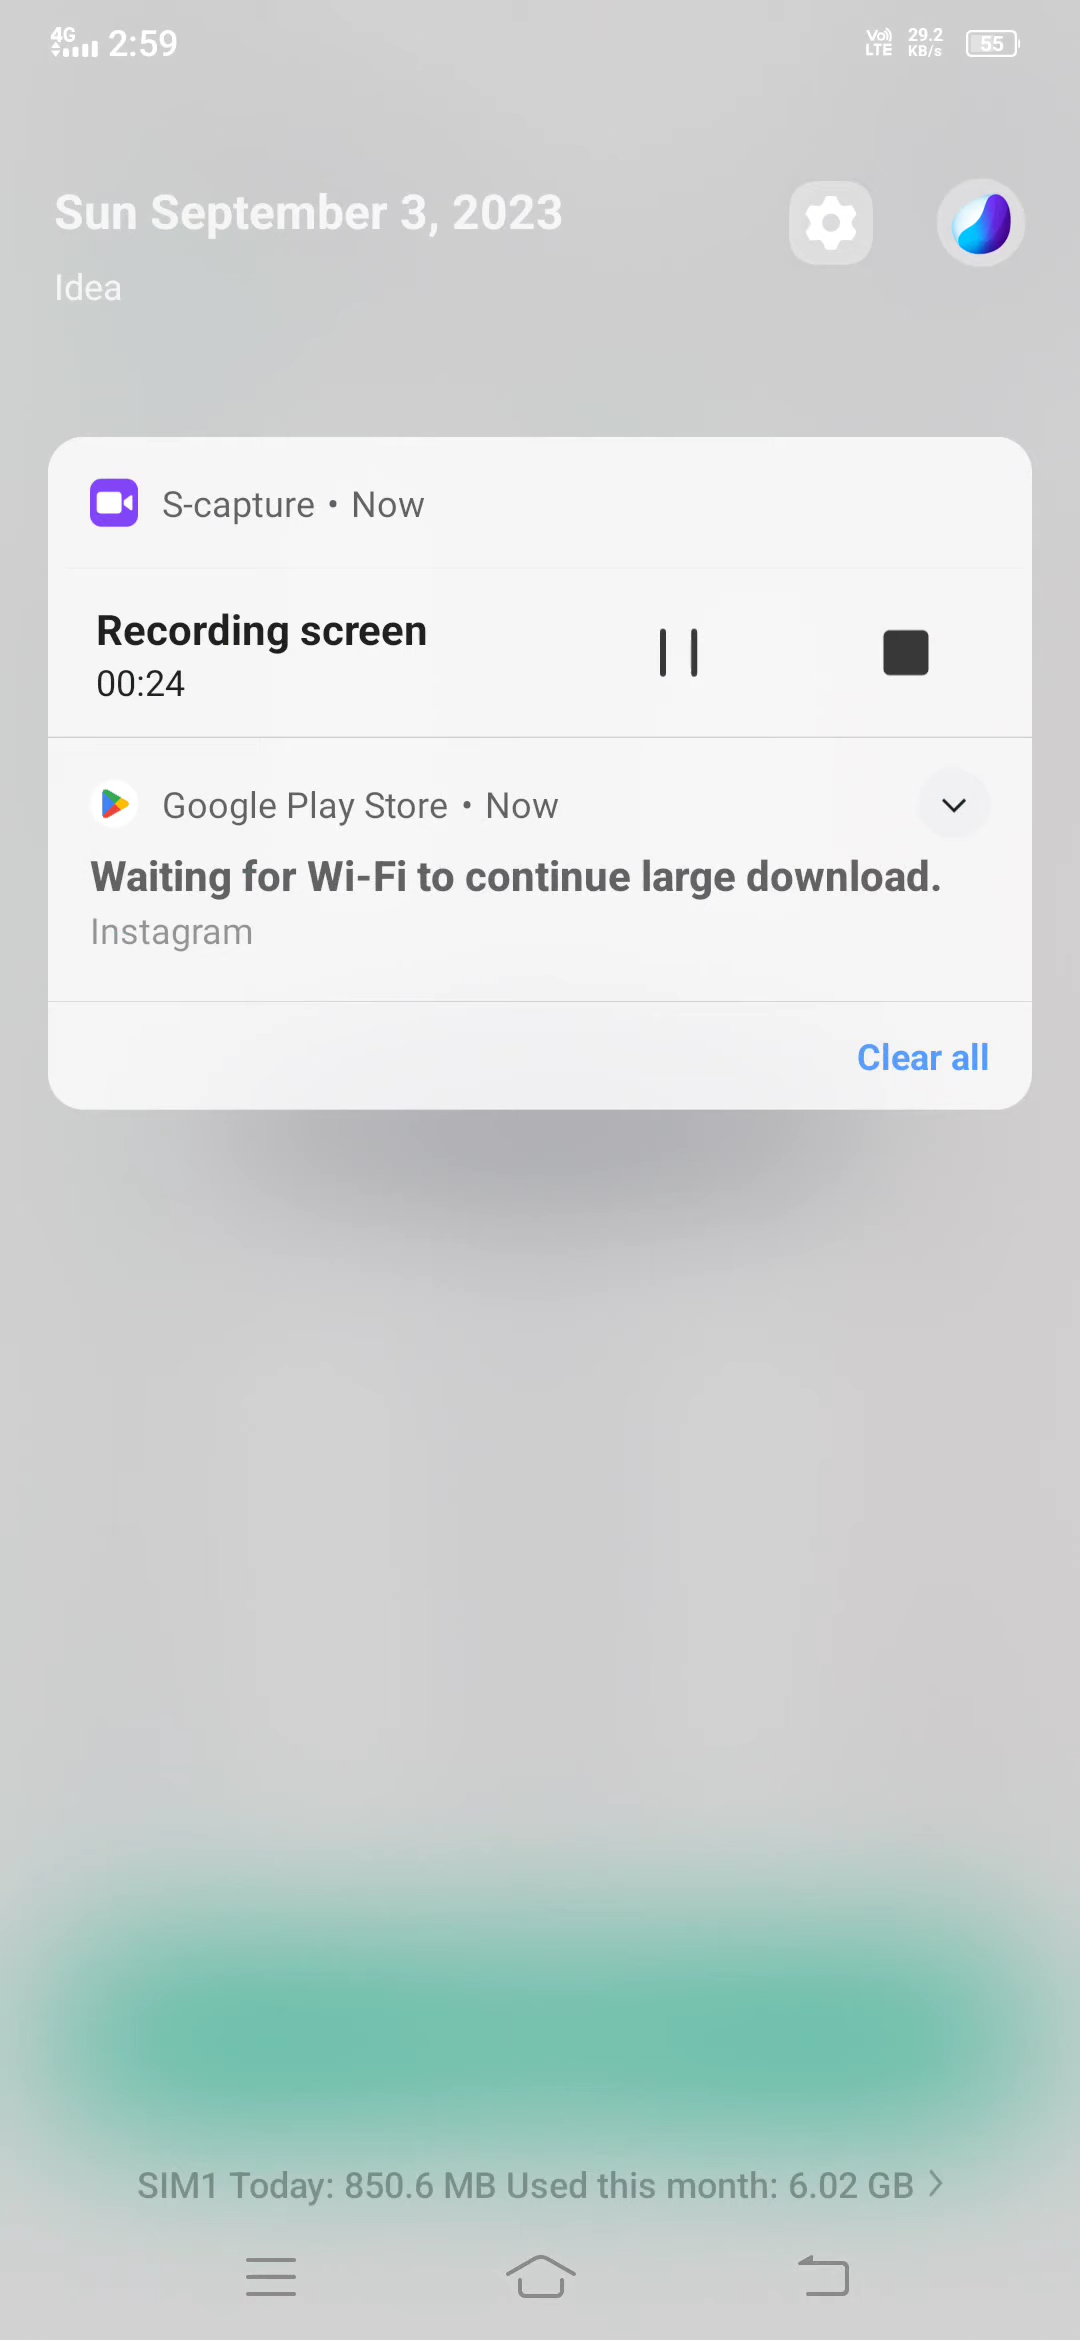 4G 2:59 Vo) LTE 29.2 KB/s 55
Sun September 3, 2023
Idea
S-capture • Now
Recording screen
00:24
Google Play Store • Now
Waiting for Wi-Fi to continue large download.
Instagram
Clear all
SIM1 Today: 850.6 MB Used this month: 6.02 GB